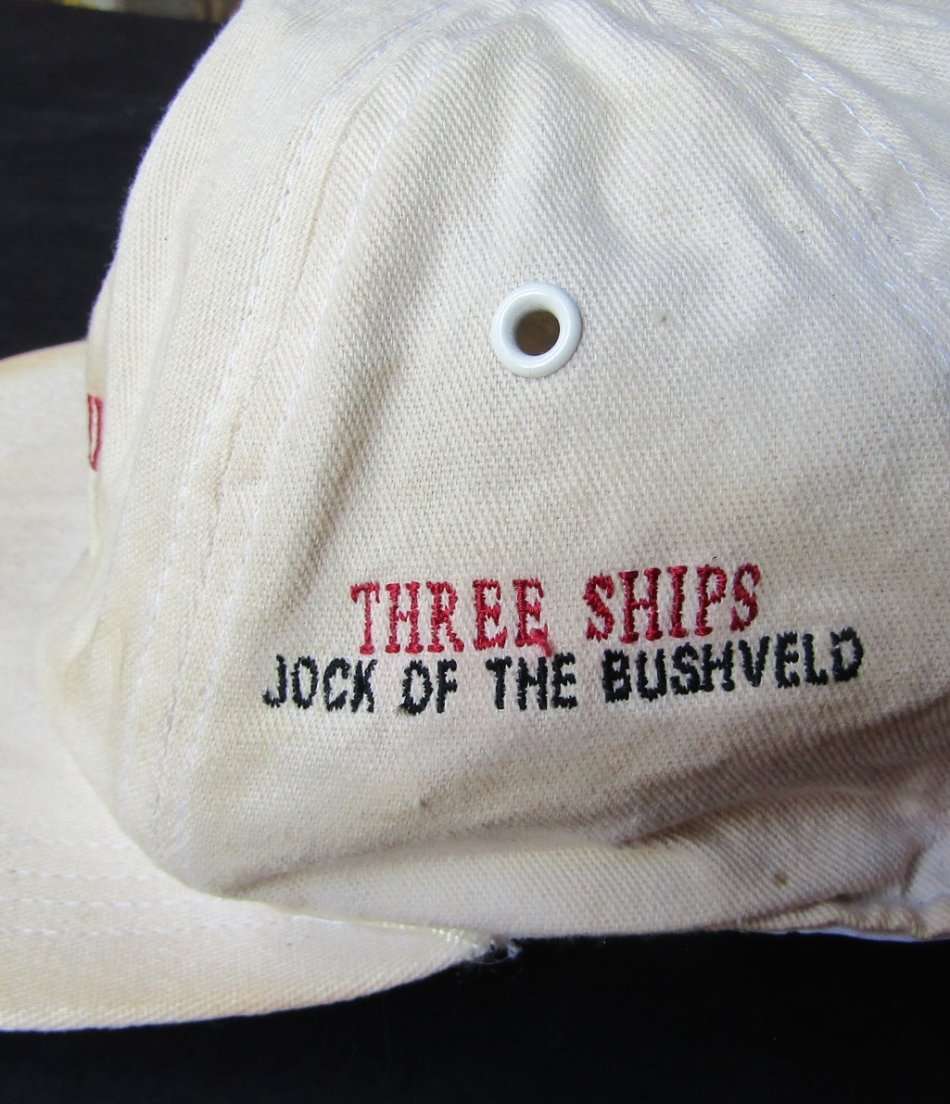 THREE SHIPS
JOCK OF THE BUSHVELD